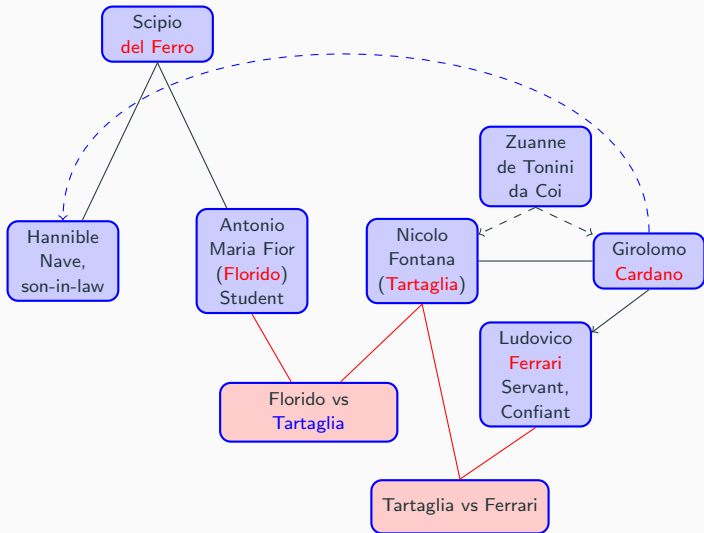 Scipio
del Ferro
Zuanne
de Tonini
da Coi
Hannible
Nave,
son-in-law
Antonio
Maria Fior
(Florido)
Student
Nicolo
Fontana
(Tartaglia)
Girolomo
Cardano
Ludovico
Ferrari
Servant,
Confiant
Florido vs
Tartaglia
Tartaglia vs Ferrari